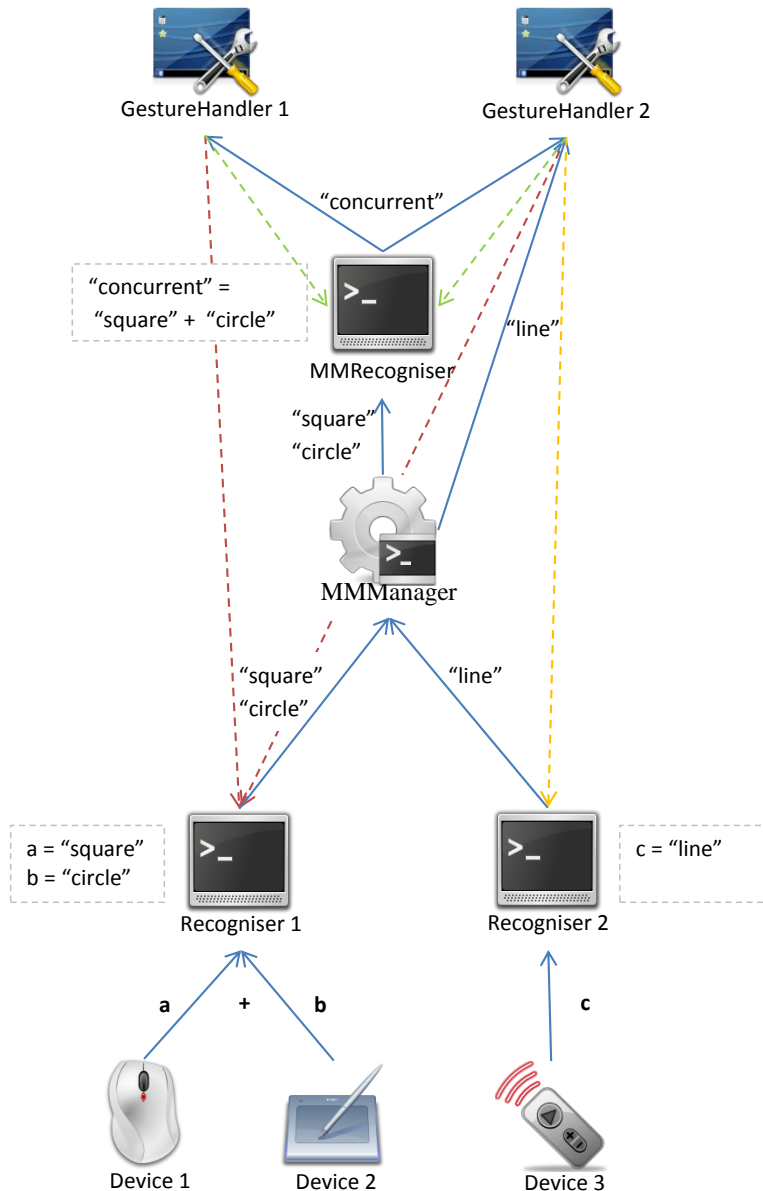 GestureHandler 1
GestureHandler 2
“concurrent”
“concurrent” =
“square” + “circle”
>_
“line”
MMRecogniser
“square”
“circle”
>_
MMManager
“square”
“circle”
“line”
>_
>_
a = “square”
b = “circle”
c = “line”
Recogniser 1
Recogniser 2
a + b
c
Device 1
Device 2
Device 3